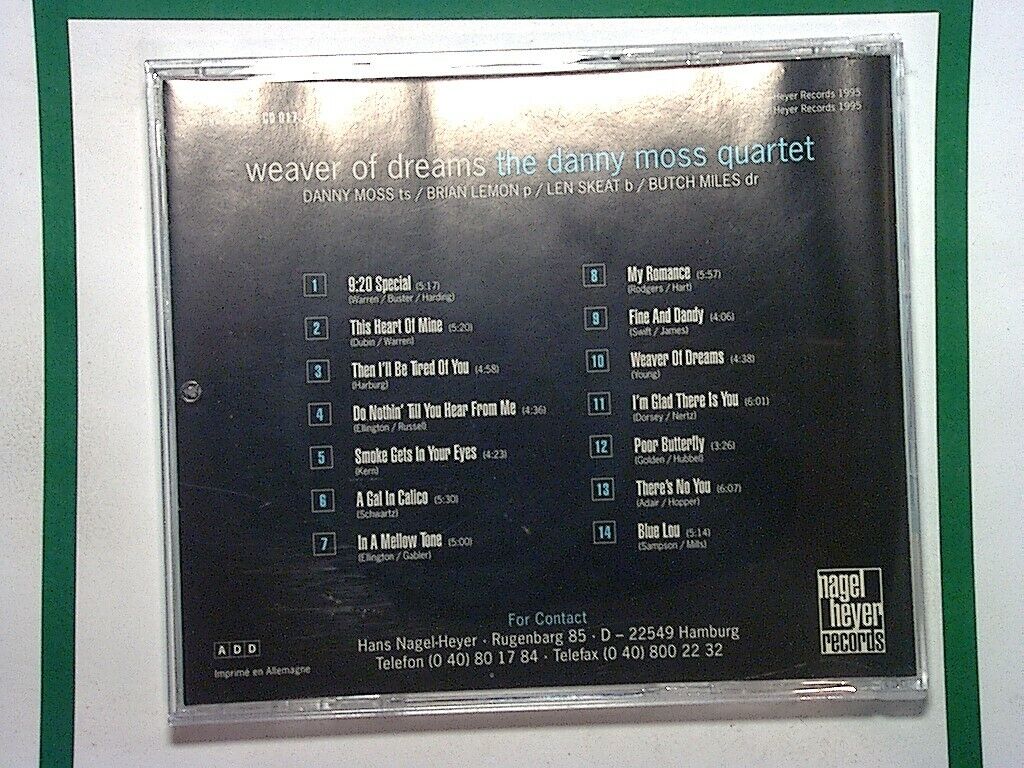 CD 017
Heyer Records 1995
Heyer Records 1995
weaver of dreams the danny moss quartet
DANNY MOSS ts / BRIAN LEMON p / LEN SKEAT b / BUTCH MILES dr
1 9:20 Special (5:17)
(Warren / Buster / Harding)
2 This Heart Of Mine (5:20)
(Dubin / Warren)
3 Then I'll Be Tired Of You (4:58)
(Harburg)
4 Do Nothin' Till You Hear From Me (4:36)
(Ellington / Russel)
5 Smoke Gets In Your Eyes (4:23)
(Kern)
6 A Gal In Calico (5:30)
(Schwartz)
7 In A Mellow Tone (5:00)
(Ellington / Gabler)
8 My Romance (5:57)
(Rodgers / Hart)
9 Fine And Dandy (4:06)
(Swift / James)
10 Weaver Of Dreams (4:38)
(Young)
11 I'm Glad There Is You (6:01)
(Dorsey / Nertz)
12 Poor Butterfly (3:26)
(Golden / Hubbel)
13 There's No You (6:07)
(Adair / Hopper)
14 Blue Lou (5:14)
(Sampson / Mills)
For Contact
Hans Nagel-Heyer · Rugenbarg 85 · D – 22549 Hamburg
Telefon (0 40) 80 17 84 · Telefax (0 40) 800 22 32
ADD
Imprimé en Allemagne
nagel
heyer
records